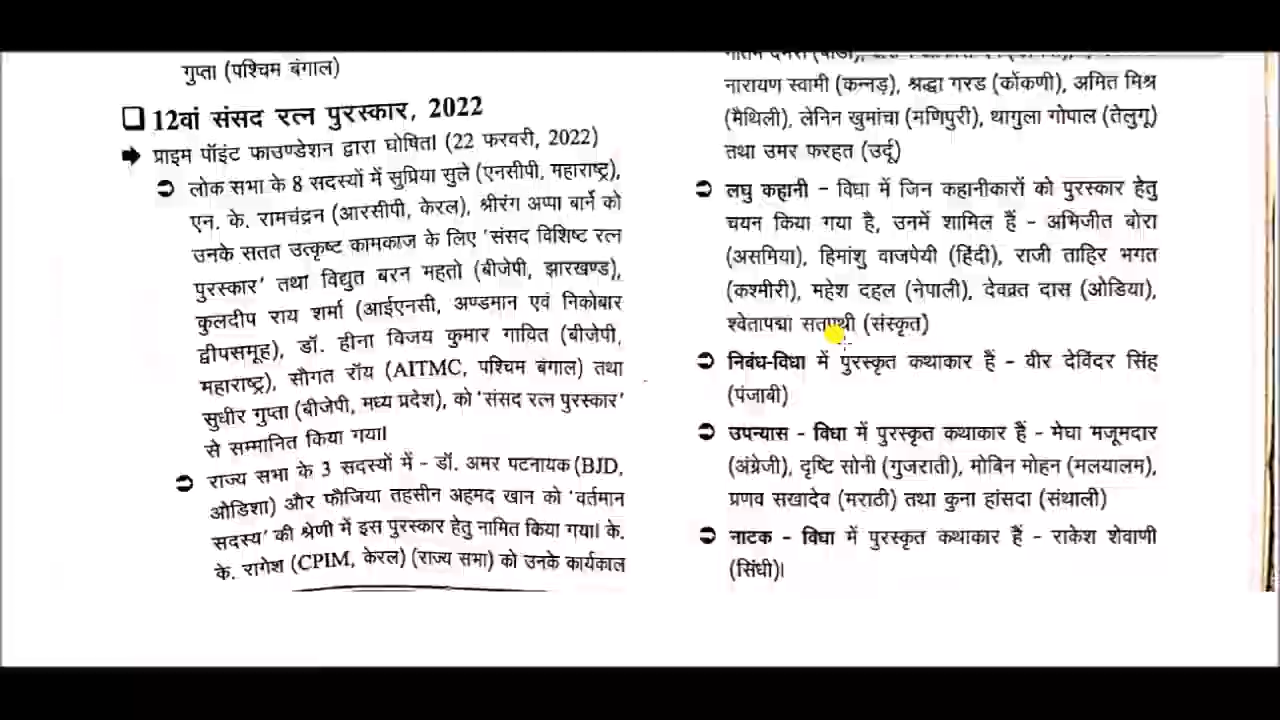 गुप्ता (पश्चिम बंगाल)
12वां संसद रत्न पुरस्कार, 2022
प्राइम पॉइंट फाउण्डेशन द्वारा घोषित। (22 फरवरी, 2022)
लोक सभा के 8 सदस्यों में सुप्रिया सुले (एनसीपी, महाराष्ट्र),
एन. के. रामचंद्रन (आरसीपी, केरल), श्रीरंग अप्पा बार्ने को
उनके सतत उत्कृष्ट कामकाज के लिए 'संसद विशिष्ट रत्न
पुरस्कार' तथा विद्युत बरन महतो (बीजेपी, झारखण्ड),
कुलदीप राय शर्मा (आईएनसी, अण्डमान एवं निकोबार
द्वीपसमूह), डॉ. हीना विजय कुमार गावित (बीजेपी,
महाराष्ट्र), सौगत रॉय (AITMC, पश्चिम बंगाल) तथा
सुधीर गुप्ता (बीजेपी, मध्य प्रदेश), को 'संसद रत्न पुरस्कार'
से सम्मानित किया गया।
राज्य सभा के 3 सदस्यों में - डॉ. अमर पटनायक (BJD,
ओडिशा) और फौजिया तहसीन अहमद खान को 'वर्तमान
सदस्य' की श्रेणी में इस पुरस्कार हेतु नामित किया गया। के.
के. रागेश (CPIM, केरल) (राज्य सभा) को उनके कार्यकाल
नारायण स्वामी (कन्नड़), श्रद्धा गरड (कोंकणी), अमित मिश्र
(मैथिली), लेनिन खुमांचा (मणिपुरी), थागुला गोपाल (तेलुगू)
तथा उमर फरहत (उर्दू)
लघु कहानी - विधा में जिन कहानीकारों को पुरस्कार हेतु
चयन किया गया है, उनमें शामिल हैं - अभिजीत बोरा
(असमिया), हिमांशु वाजपेयी (हिंदी), राजी ताहिर भगत
(कश्मीरी), महेश दहल (नेपाली), देवव्रत दास (ओडिया),
श्वेतापद्मा सतपथी (संस्कृत)
निबंध-विधा में पुरस्कृत कथाकार हैं - वीर देविंदर सिंह
(पंजाबी)
उपन्यास - विधा में पुरस्कृत कथाकार हैं - मेघा मजूमदार
(अंग्रेजी), दृष्टि सोनी (गुजराती), मोबिन मोहन (मलयालम),
प्रणव सखादेव (मराठी) तथा कुना हांसदा (संथाली)
नाटक - विधा में पुरस्कृत कथाकार हैं - राकेश शेवाणी
(सिंधी)।